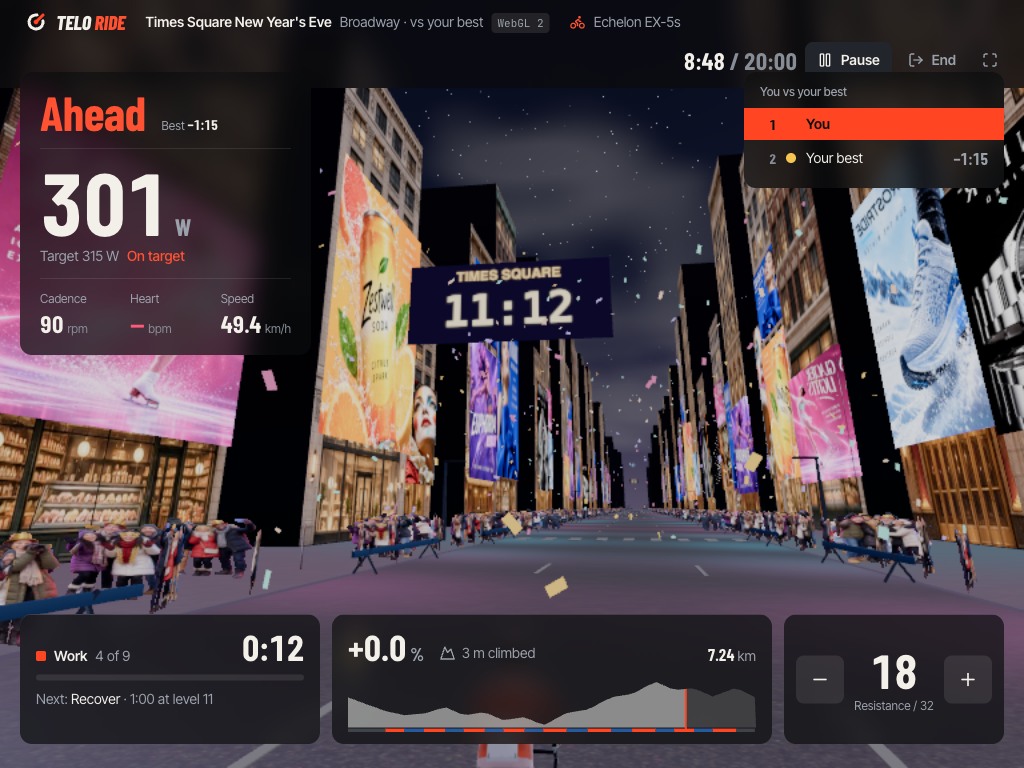 TELO RIDE Times Square New Year's Eve Broadway · vs your best WebGL 2 Echelon EX-5s
8:48 / 20:00 Pause End
Ahead Best −1:15
301 W
Target 315 W On target
Cadence Heart Speed
90 rpm — bpm 49.4 km/h
You vs your best
1 You
2 Your best −1:15
TIMES SQUARE
11:12
Zestwell
SODA
CITRUS
SPARK
Work 4 of 9 0:12
Next: Recover · 1:00 at level 11
+0.0 % 3 m climbed 7.24 km
− 18 +
Resistance / 32